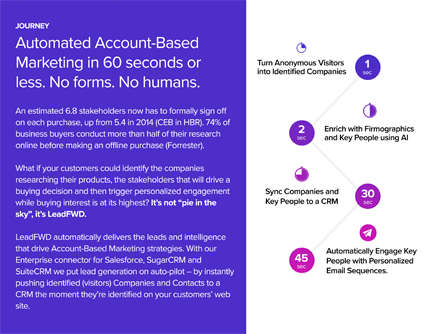 JOURNEY
Automated Account-Based
Marketing in 60 seconds or
less. No forms. No humans.
An estimated 6.8 stakeholders now has to formally sign off
on each purchase, up from 5.4 in 2014 (CEB in HBR). 74% of
business buyers conduct more than half of their research
online before making an offline purchase (Forrester).
What if your customers could identify the companies
researching their products, the stakeholders that will drive a
buying decision and then trigger personalized engagement
while buying interest is at its highest? It's not "pie in the
sky", it's LeadFWD.
LeadFWD automatically delivers the leads and intelligence
that drive Account-Based Marketing strategies. With our
Enterprise connector for Salesforce, SugarCRM and
SuiteCRM we put lead generation on auto-pilot – by instantly
pushing identified (visitors) Companies and Contacts to a
CRM the moment they're identified on your customers' web
site.
Turn Anonymous Visitors
into Identified Companies
1
sec
2
sec
Enrich with Firmographics
and Key People using AI
Sync Companies and
Key People to a CRM
30
sec
45
sec
Automatically Engage Key
People with Personalized
Email Sequences.